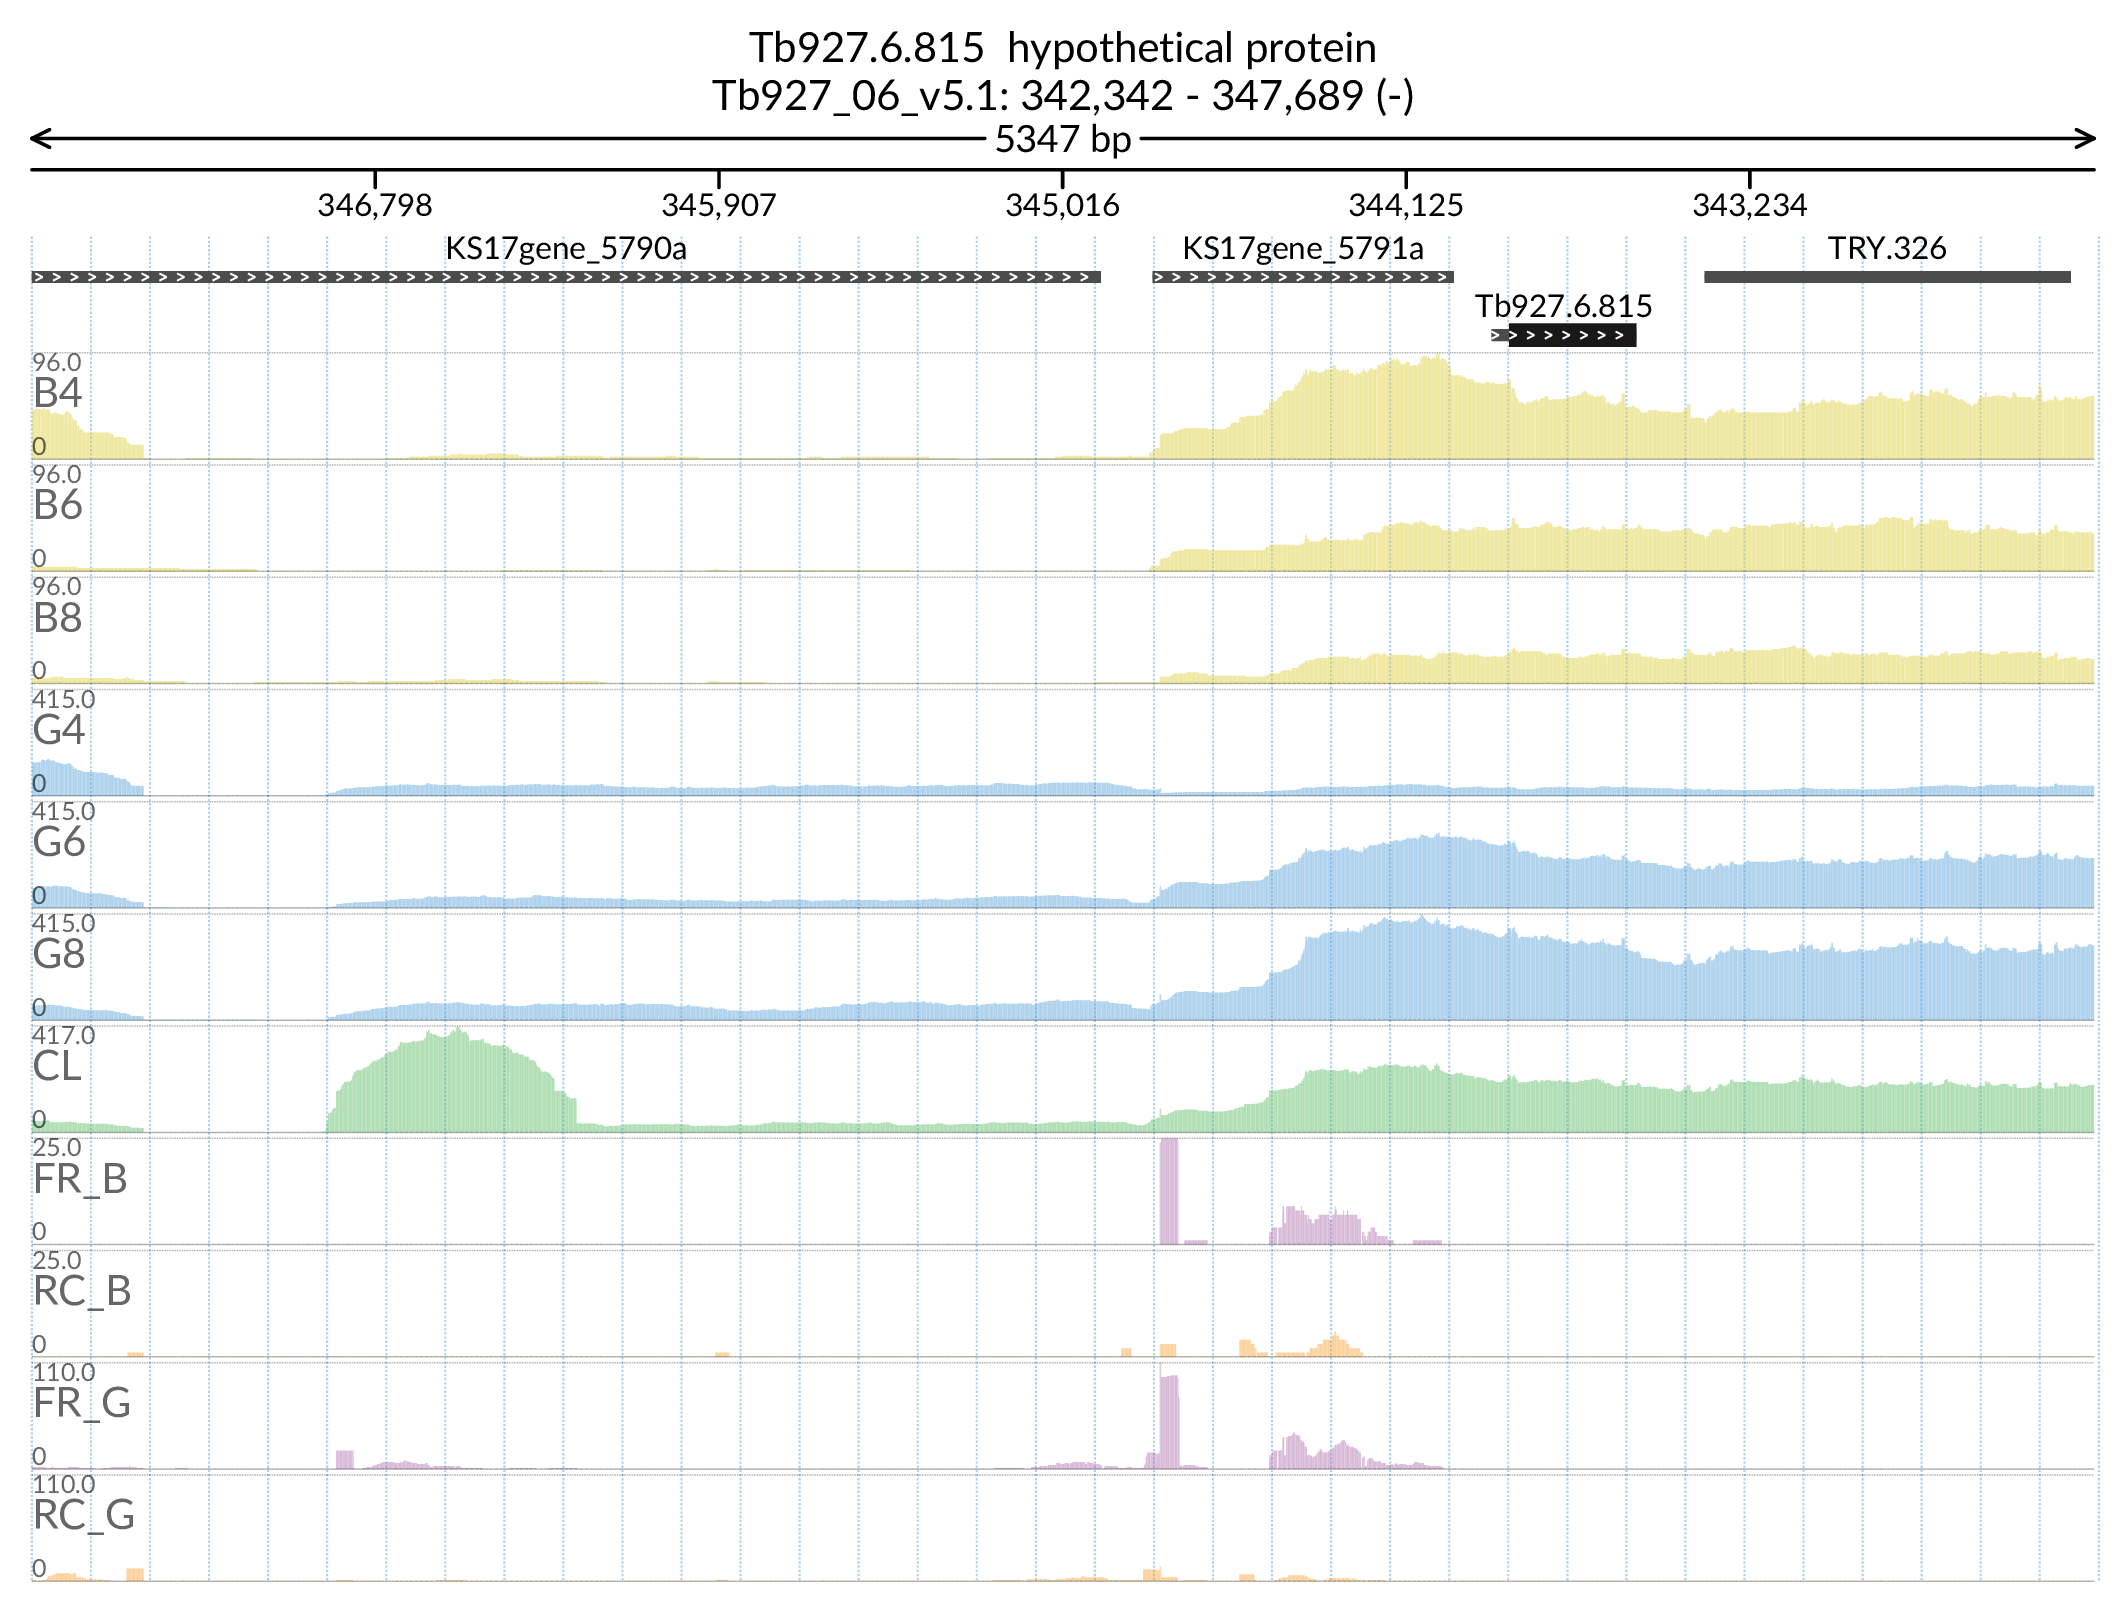 Tb927.6.815  hypothetical protein
Tb927_06_v5.1: 342,342 - 347,689 (-)
5347 bp
346,798 345,907 345,016 344,125 343,234
KS17gene_5790a KS17gene_5791a TRY.326
Tb927.6.815
96.0
B4
0
96.0
B6
0
96.0
B8
0
415.0
G4
0
415.0
G6
0
415.0
G8
0
417.0
CL
0
25.0
FR_B
0
25.0
RC_B
0
110.0
FR_G
0
110.0
RC_G
0